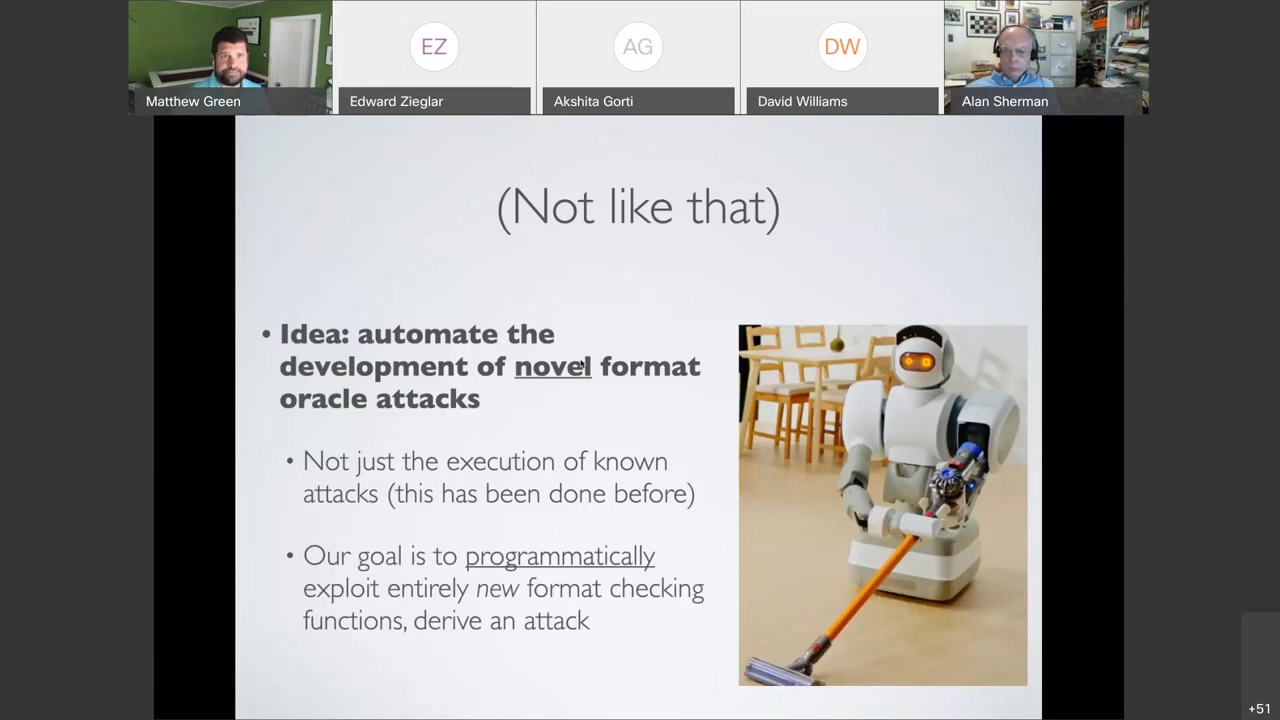 EZ
AG
DW
Matthew Green
Edward Zieglar
Akshita Gorti
David Williams
Alan Sherman
(Not like that)
• Idea: automate the
development of novel format
oracle attacks
• Not just the execution of known
attacks (this has been done before)
• Our goal is to programmatically
exploit entirely new format checking
functions, derive an attack
+51